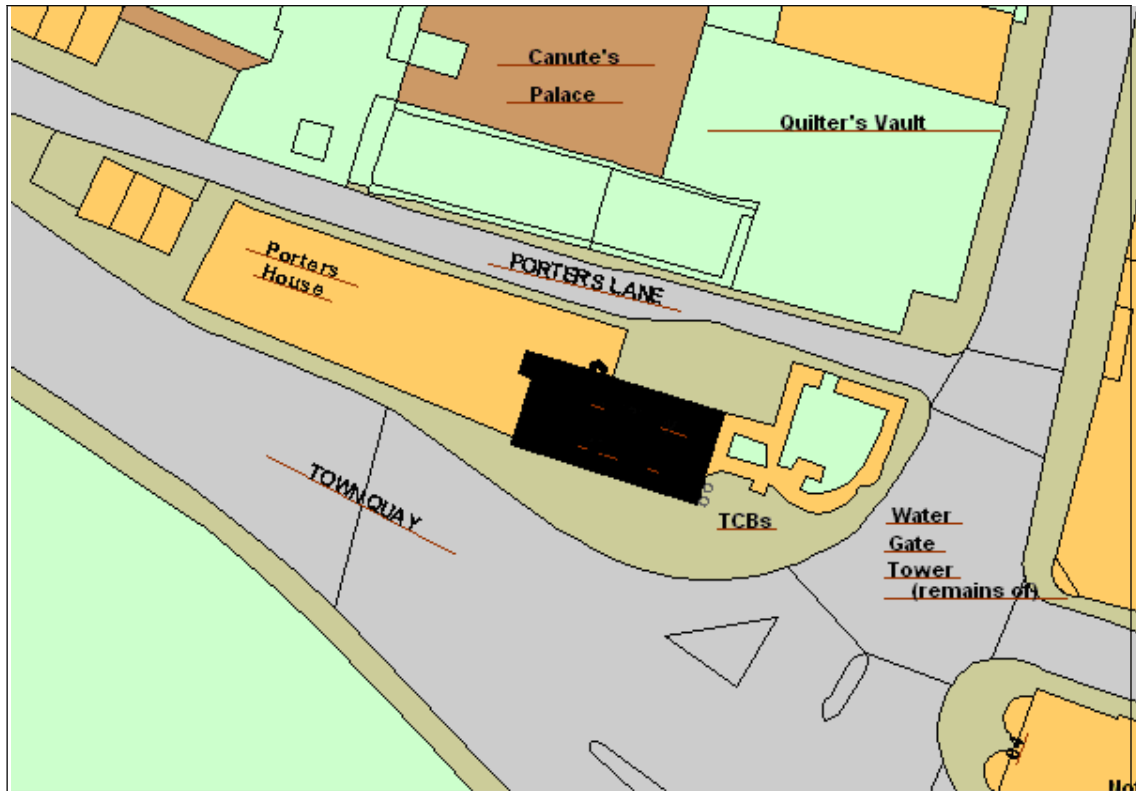 Canute's
Palace
Quilter's Vault
Porters
House
PORTER'S LANE
TOWN QUAY
TCBs
Water
Gate
Tower
(remains of)